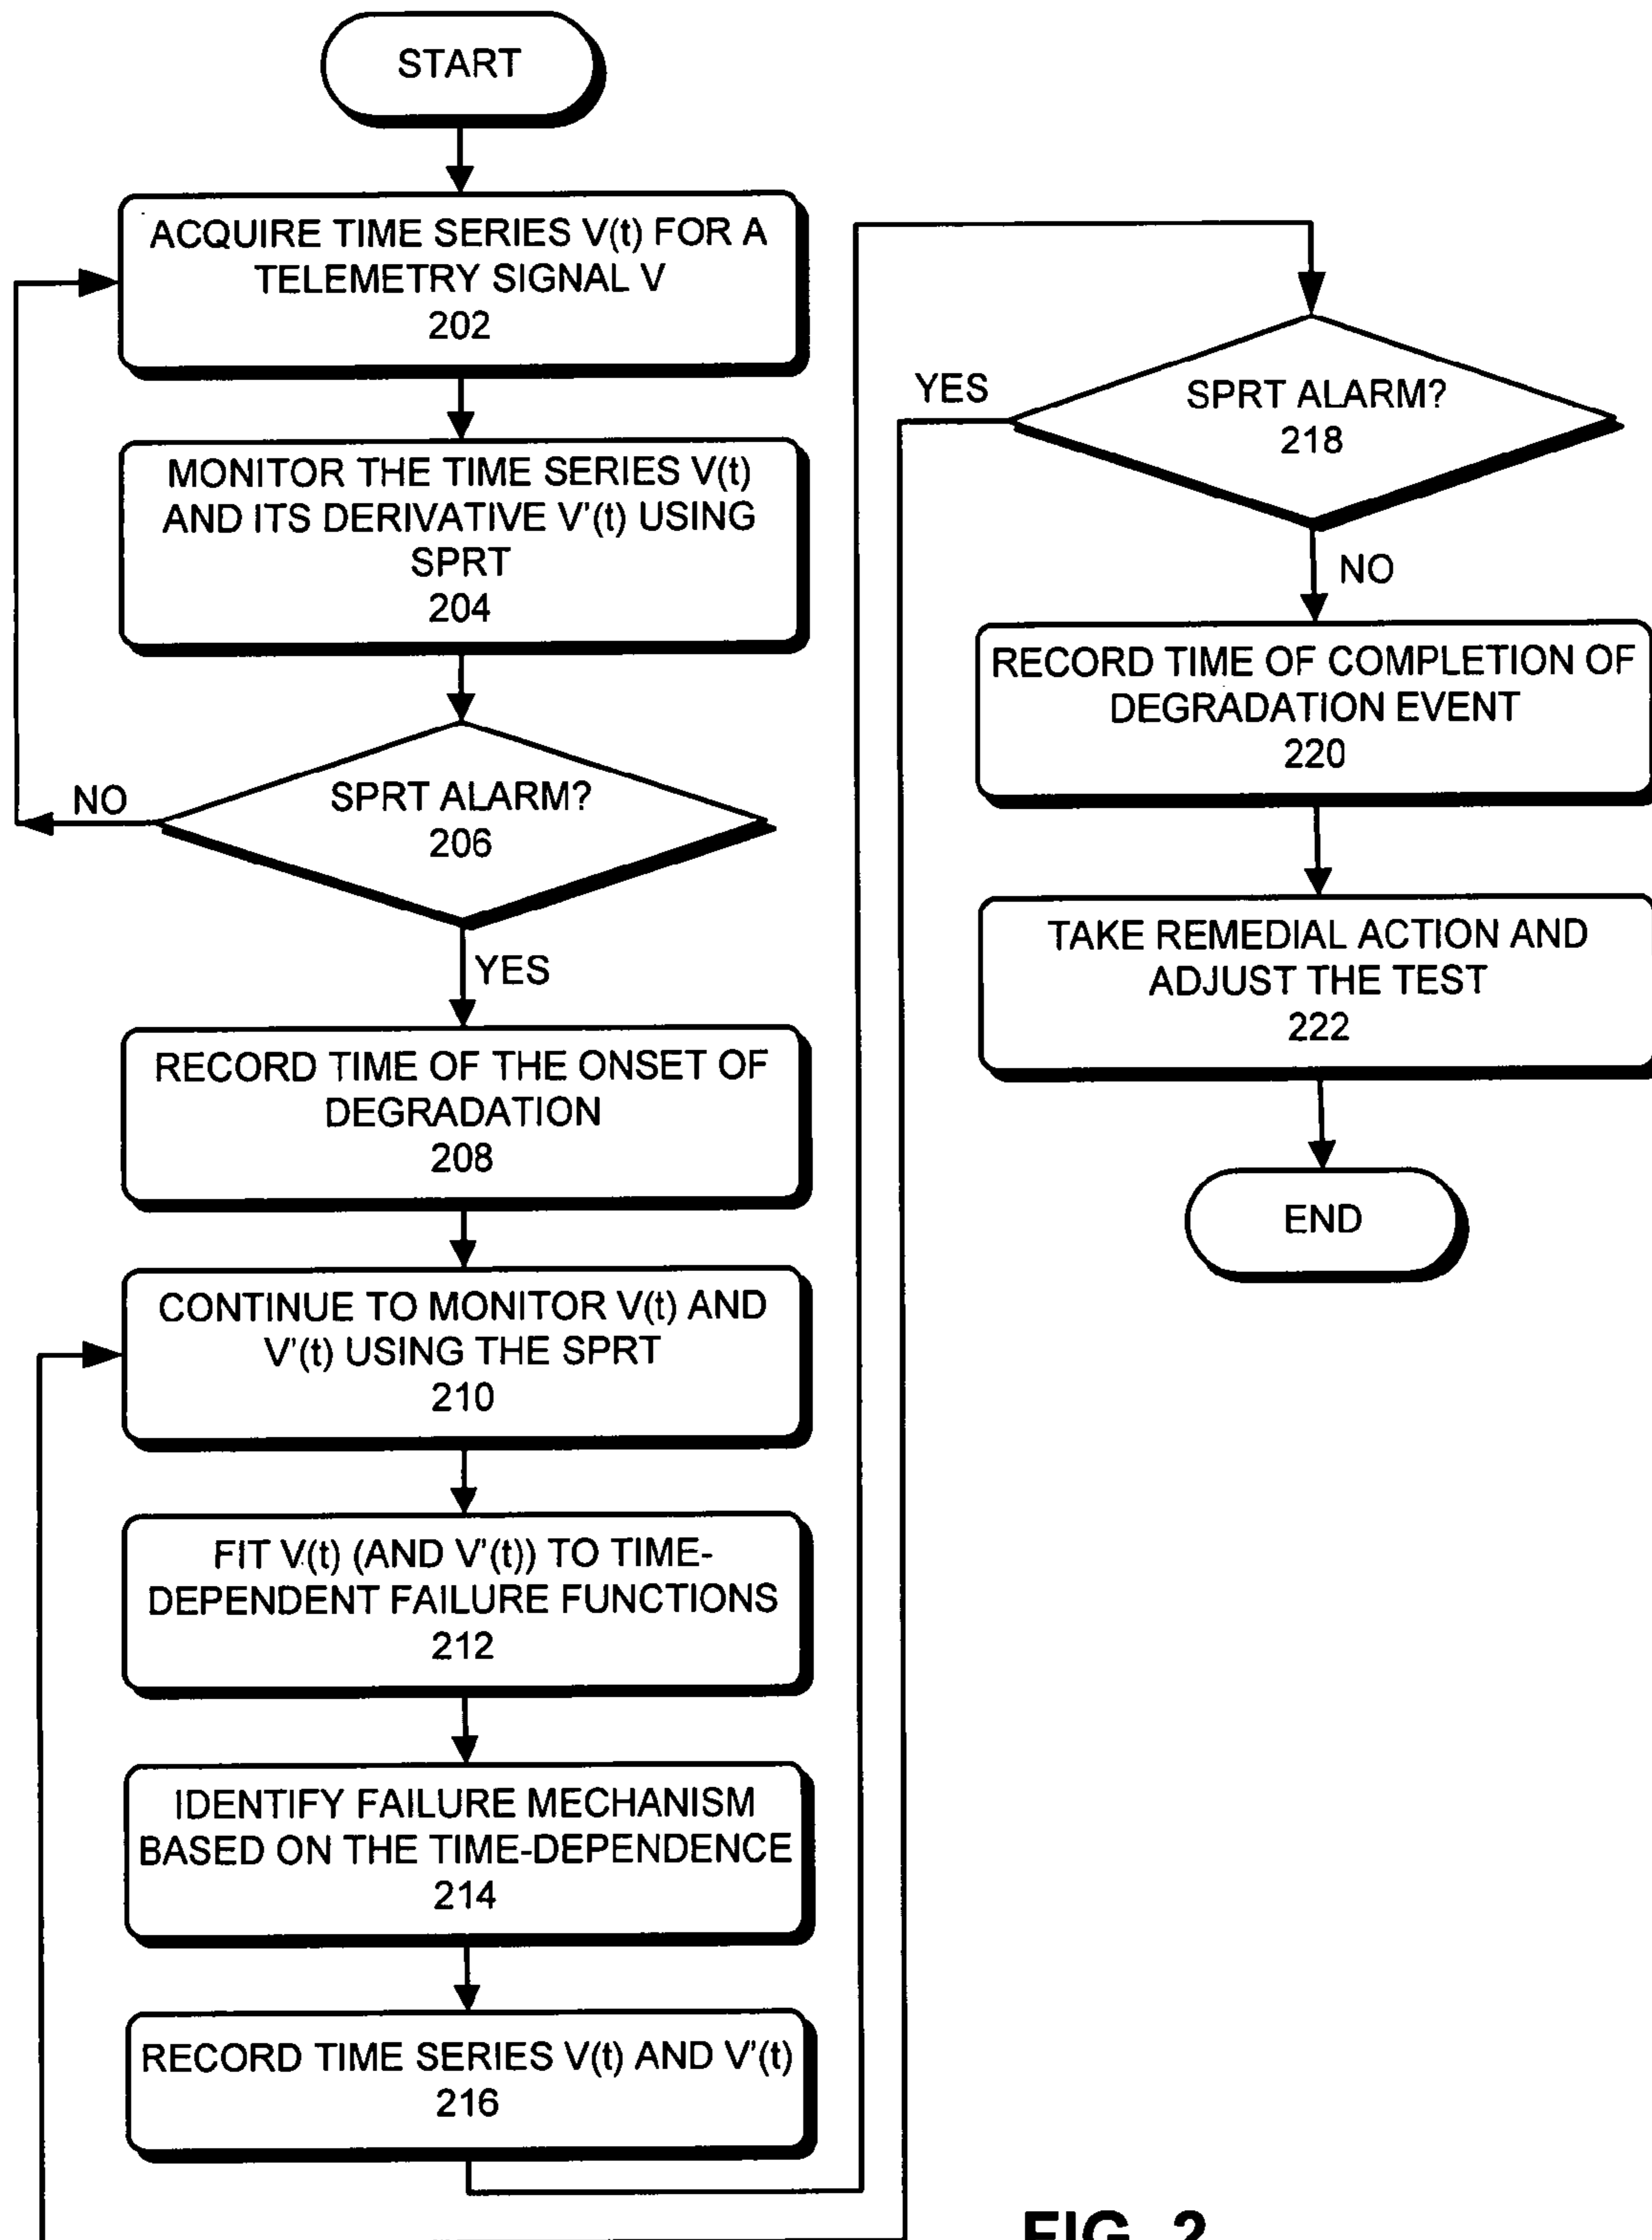 START
ACQUIRE TIME SERIES V(t) FOR A
TELEMETRY SIGNAL V
202
MONITOR THE TIME SERIES V(t)
AND ITS DERIVATIVE V'(t) USING
SPRT
204
SPRT ALARM?
206
NO
YES
RECORD TIME OF THE ONSET OF
DEGRADATION
208
CONTINUE TO MONITOR V(t) AND
V'(t) USING THE SPRT
210
FIT V(t) (AND V'(t)) TO TIME-
DEPENDENT FAILURE FUNCTIONS
212
IDENTIFY FAILURE MECHANISM
BASED ON THE TIME-DEPENDENCE
214
RECORD TIME SERIES V(t) AND V'(t)
216
YES
SPRT ALARM?
218
NO
RECORD TIME OF COMPLETION OF
DEGRADATION EVENT
220
TAKE REMEDIAL ACTION AND
ADJUST THE TEST
222
END
FIG. 2